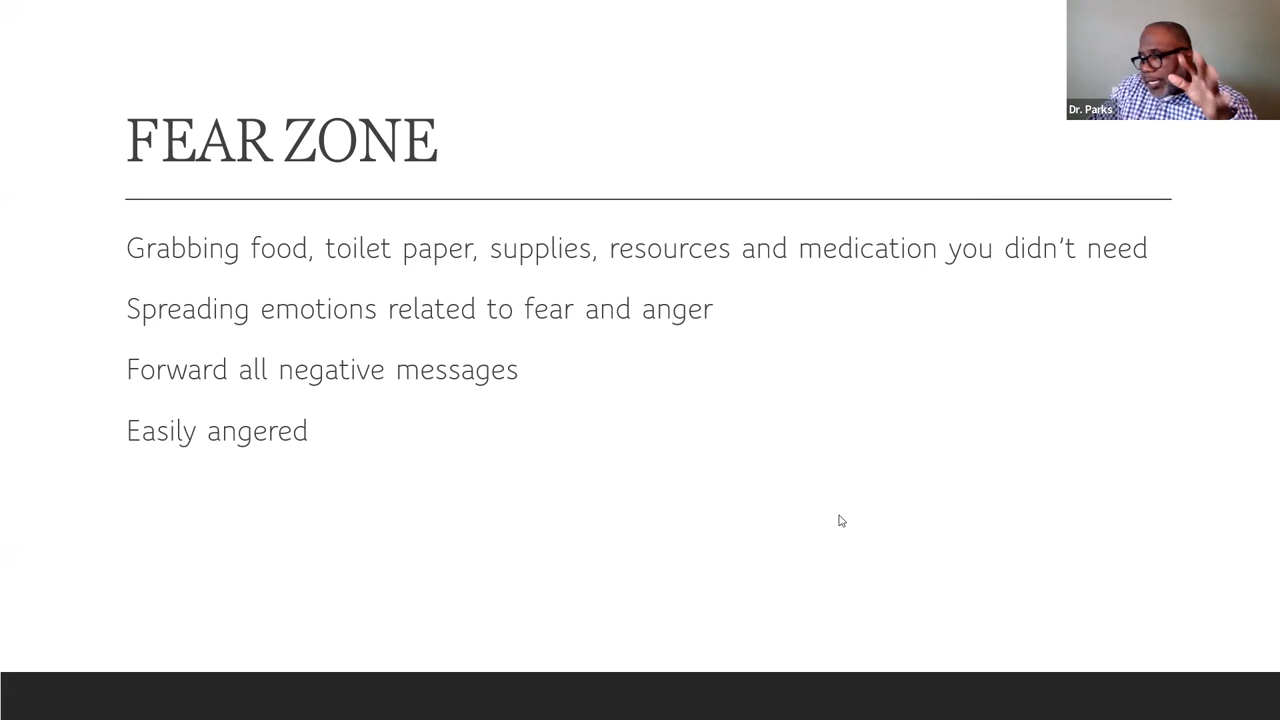 Dr. Parks
FEAR ZONE
Grabbing food, toilet paper, supplies, resources and medication you didn't need
Spreading emotions related to fear and anger
Forward all negative messages
Easily angered